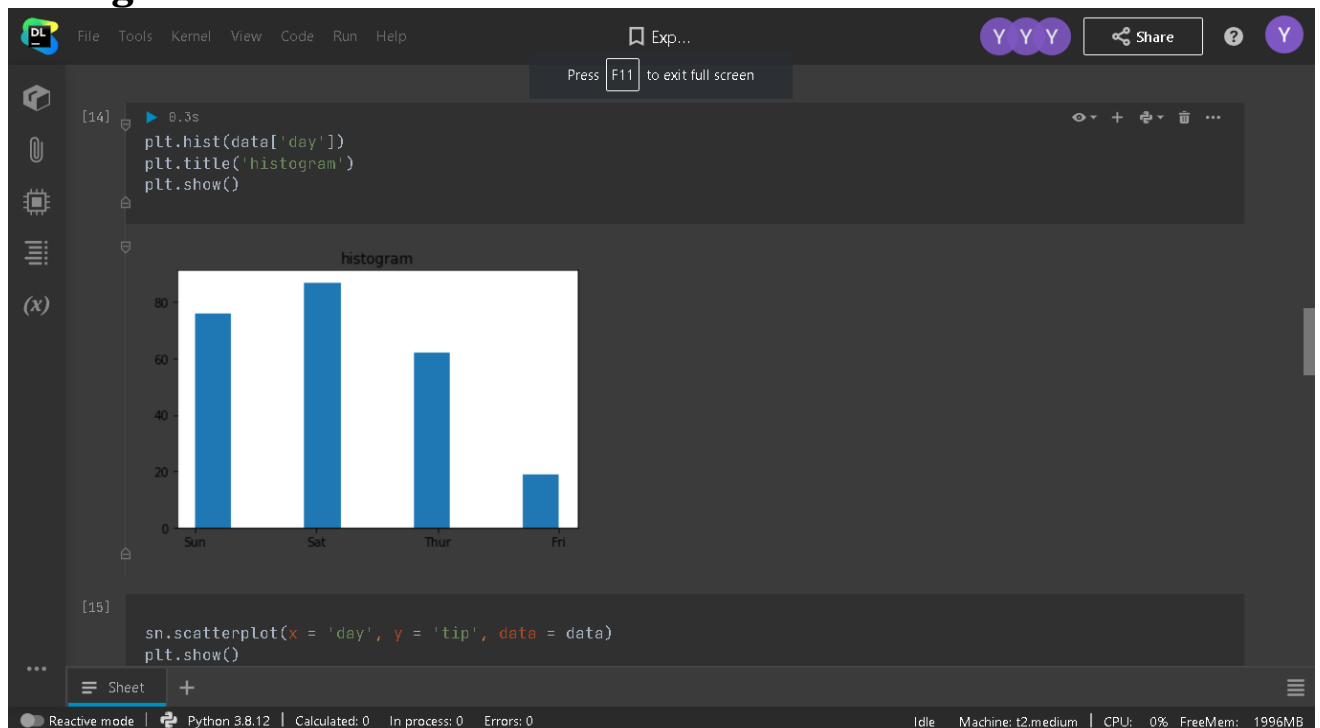 DL
File Tools Kernel View Code Run Help
Exp...
Y Y Y
Share
?
Y
Press F11 to exit full screen
[14]
0.3s
plt.hist(data['day'])
plt.title('histogram')
plt.show()
(x)
histogram
80
60
40
20
0
Sun Sat Thur Fri
[15]
sn.scatterplot(x = 'day', y = 'tip', data = data)
plt.show()
Sheet +
Reactive mode | Python 3.8.12 | Calculated: 0 In process: 0 Errors: 0 Idle Machine: t2.medium | CPU: 0% FreeMem: 1996MB